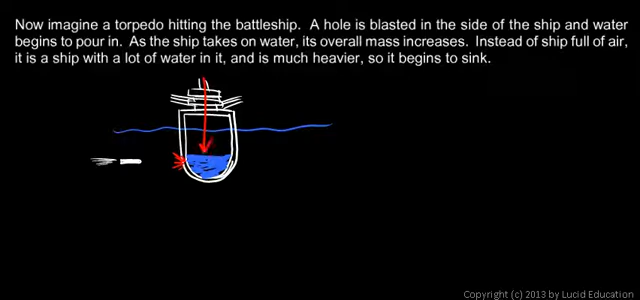 Now imagine a torpedo hitting the battleship. A hole is blasted in the side of the ship and water
begins to pour in. As the ship takes on water, its overall mass increases. Instead of ship full of air,
it is a ship with a lot of water in it, and is much heavier, so it begins to sink.
Copyright (c) 2013 by Lucid Education